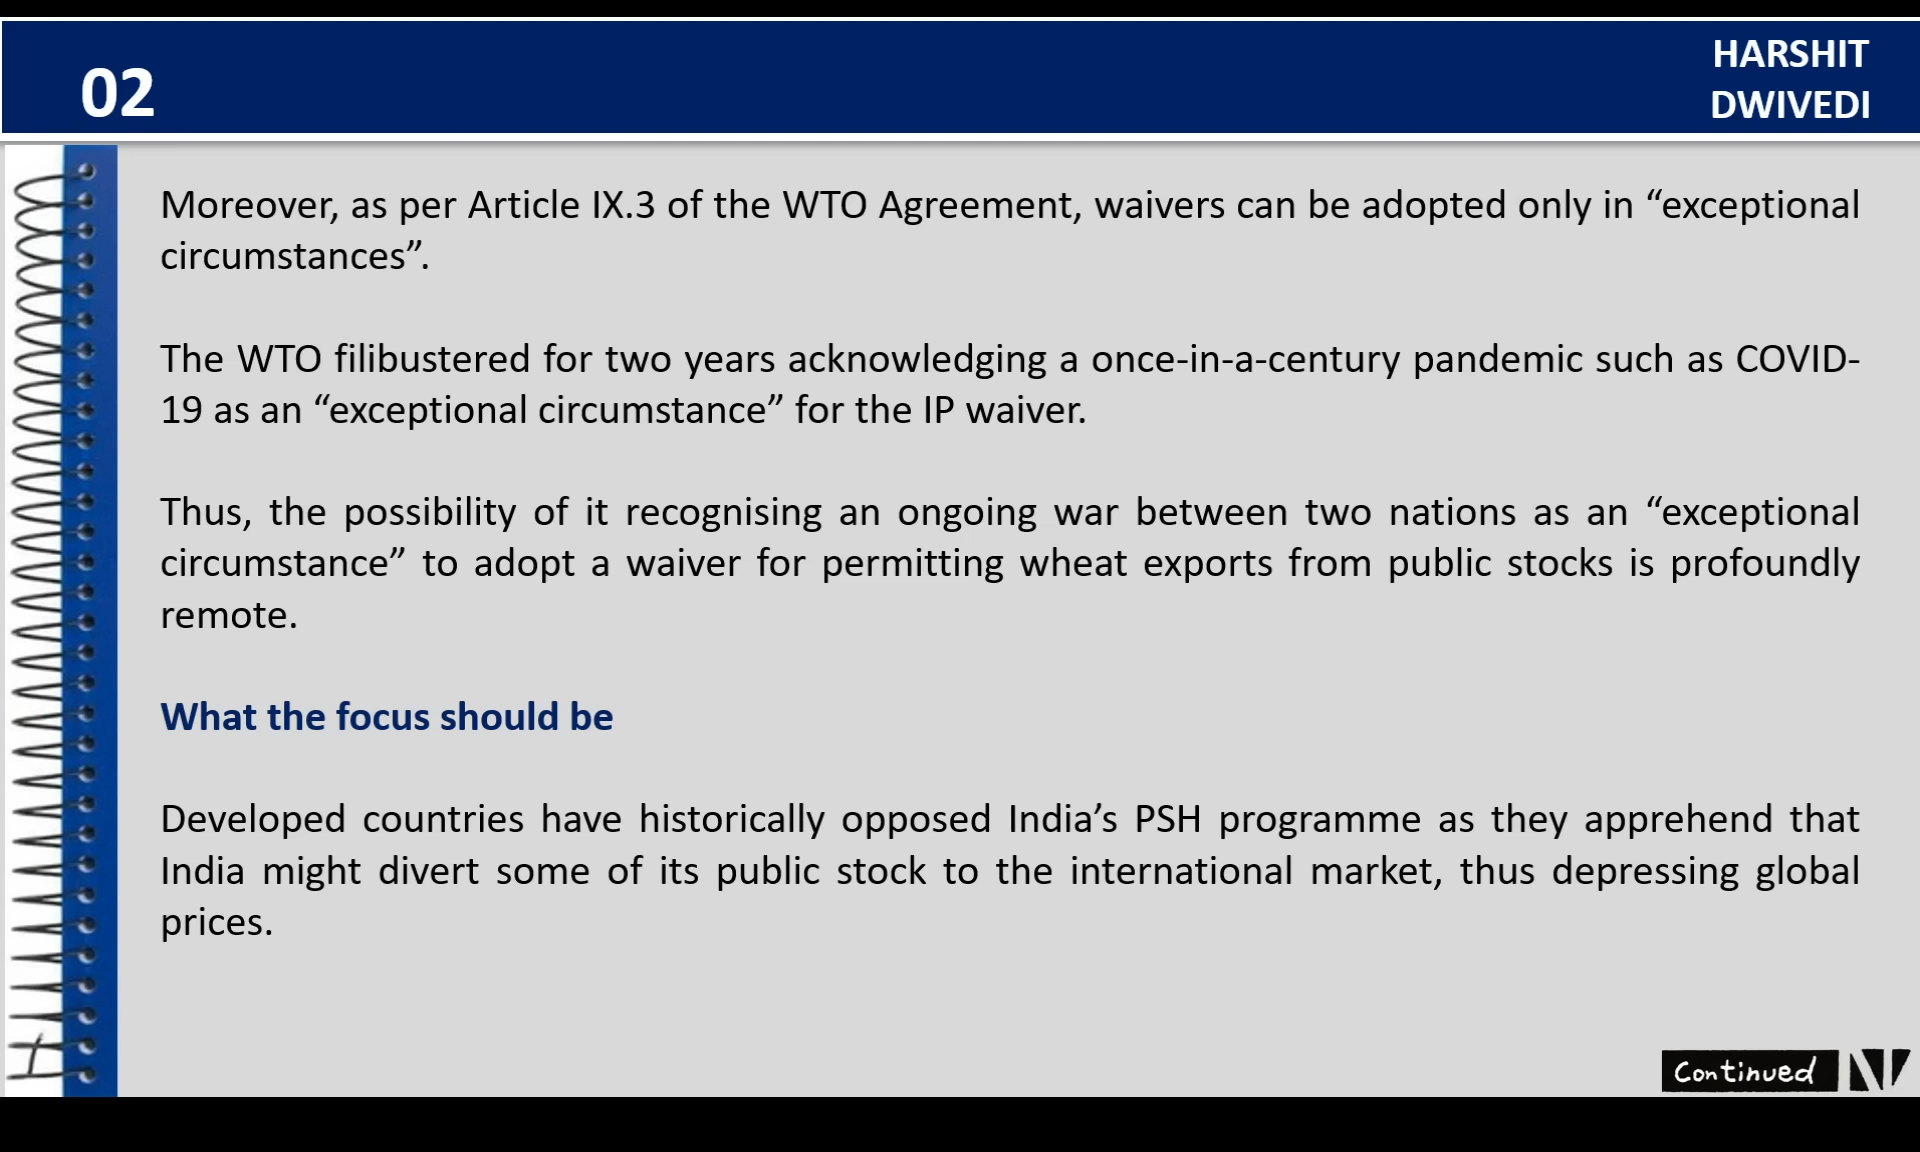 02
HARSHIT
DWIVEDI
Moreover, as per Article IX.3 of the WTO Agreement, waivers can be adopted only in “exceptional
circumstances”.
The WTO filibustered for two years acknowledging a once-in-a-century pandemic such as COVID-
19 as an “exceptional circumstance” for the IP waiver.
Thus, the possibility of it recognising an ongoing war between two nations as an “exceptional
circumstance” to adopt a waiver for permitting wheat exports from public stocks is profoundly
remote.
What the focus should be
Developed countries have historically opposed India’s PSH programme as they apprehend that
India might divert some of its public stock to the international market, thus depressing global
prices.
Continued